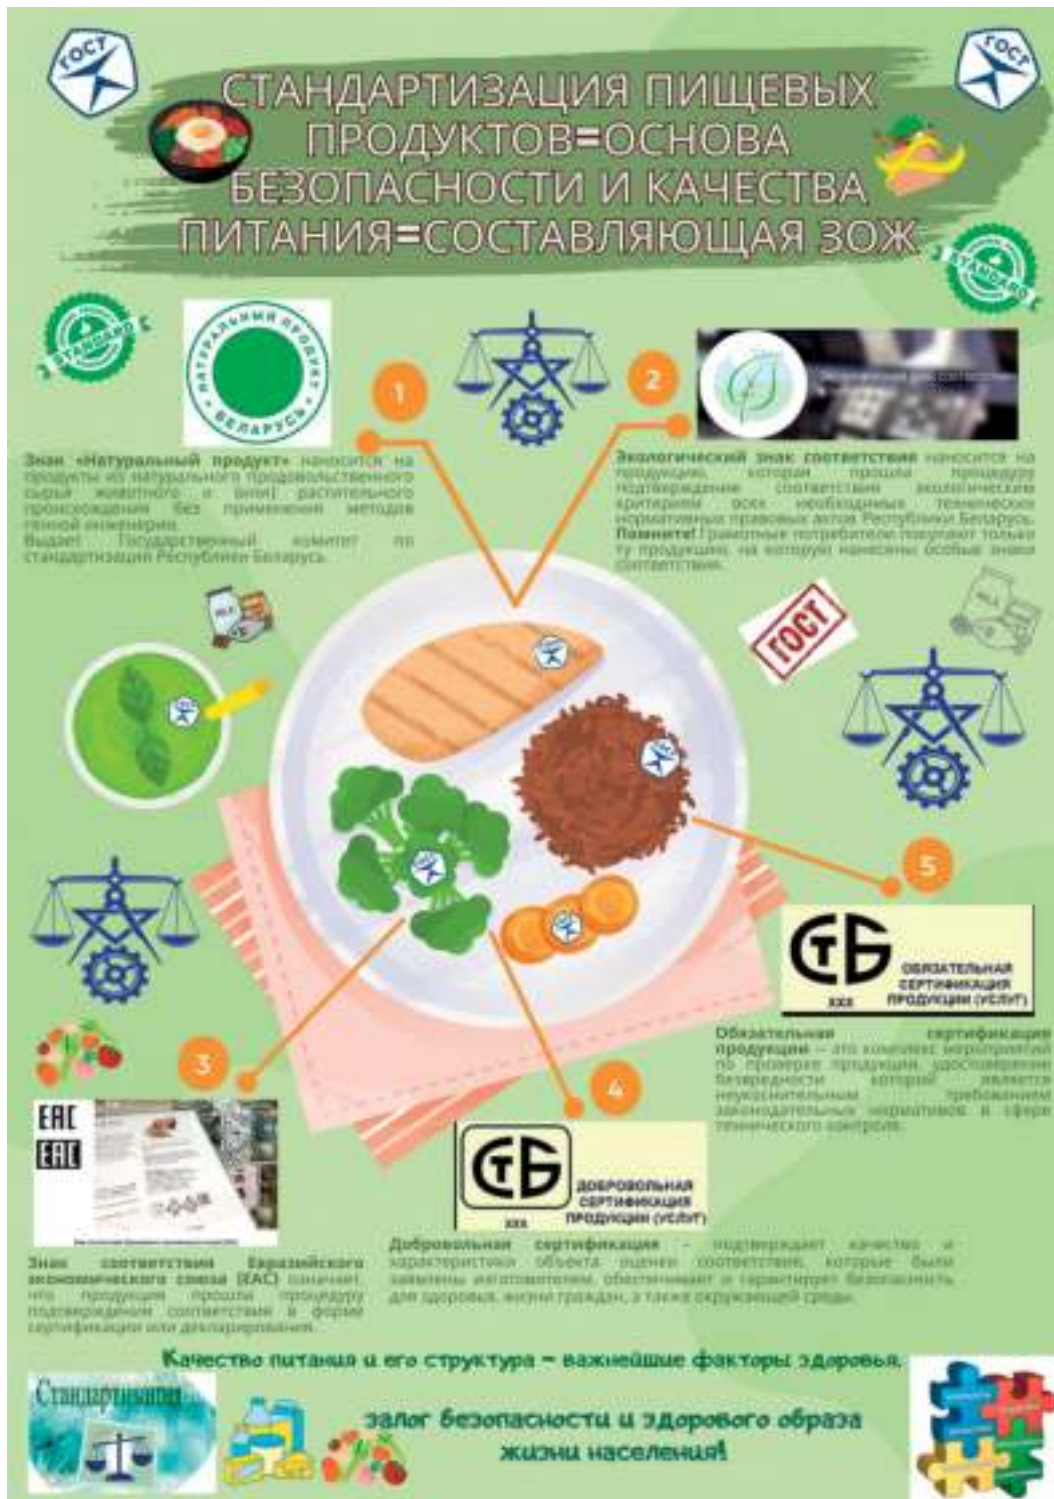 ГОСТ
ГОСТ
СТАНДАРТИЗАЦИЯ ПИЩЕВЫХ
ПРОДУКТОВ=ОСНОВА
БЕЗОПАСНОСТИ И КАЧЕСТВА
ПИТАНИЯ=СОСТАВЛЯЮЩАЯ ЗОЖ
STANDARD
STANDARD
НАТУРАЛЬНЫЙ ПРОДУКТ
БЕЛАРУСЬ
1
2
Знак «Натуральный продукт» наносится на
продукты из натурального продовольственного
сырья животного и (или) растительного
происхождения без применения методов
генной инженерии.
Выдает Государственный комитет по
стандартизации Республики Беларусь.
Экологический знак соответствия наносится на
продукцию, которая прошла процедуру
подтверждения соответствия экологическим
критериям всех необходимых технических
нормативных правовых актов Республики Беларусь.
Помните! Грамотные потребители покупают только
ту продукцию, на которую нанесены особые знаки
соответствия.
ГОСТ
5
СТБ
ОБЯЗАТЕЛЬНАЯ
СЕРТИФИКАЦИЯ
XXX ПРОДУКЦИИ (УСЛУГ)
Обязательная сертификация
продукции – это комплекс мероприятий
по проверке продукции, удостоверение
безвредности которой является
неукоснительным требованием
законодательных нормативов в сфере
технического контроля.
3
EAC
EAC
4
СТБ
ДОБРОВОЛЬНАЯ
СЕРТИФИКАЦИЯ
XXX ПРОДУКЦИИ (УСЛУГ)
Знак соответствия Евразийского
экономического союза (ЕАС) означает,
что продукция прошла процедуру
подтверждения соответствия в форме
сертификации или декларирования.
Добровольная сертификация – подтверждает качество и
характеристики объекта оценки соответствия, которые были
заявлены изготовителем, обеспечивает и гарантирует безопасность
для здоровья, жизни граждан, а также окружающей среды.
Качество питания и его структура – важнейшие факторы здоровья,
Стандартизация
залог безопасности и здорового образа
жизни населения!